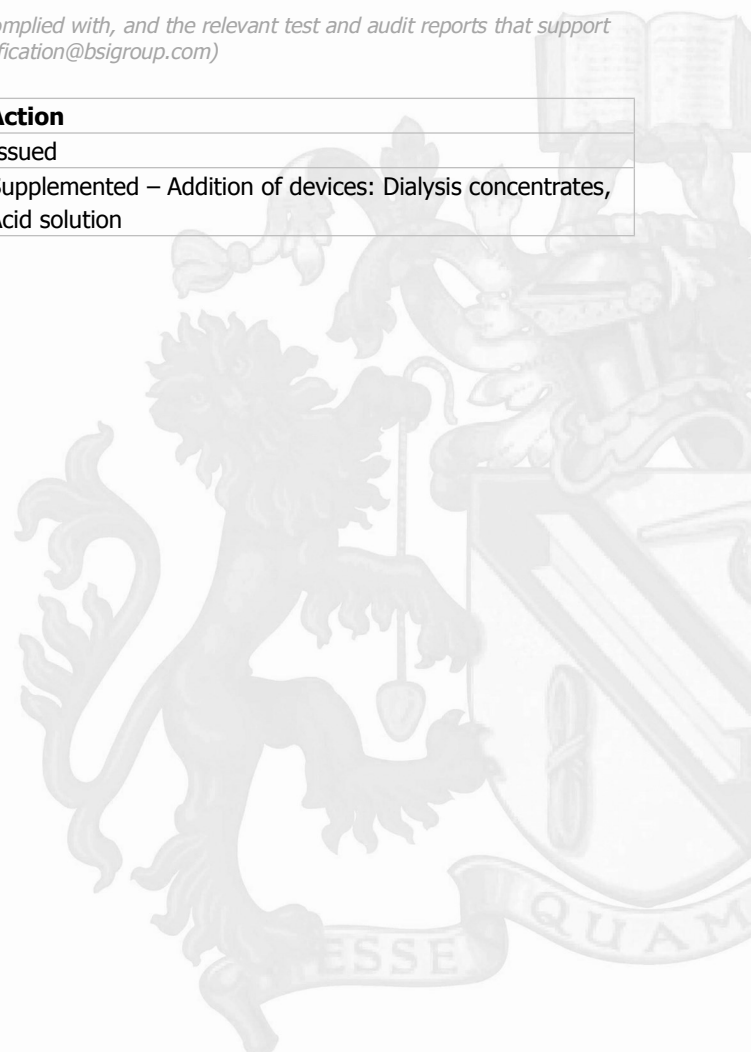 omplied with, and the relevant test and audit reports that support
fication@bsigroup.com)
Action
ssued
Supplemented – Addition of devices: Dialysis concentrates,
Acid solution
ESSE QUAM